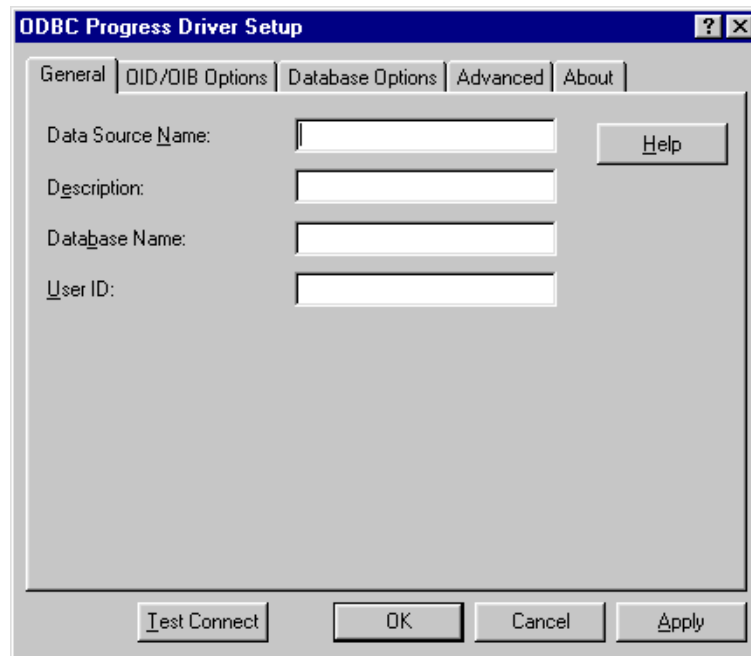 ODBC Progress Driver Setup
General OID/OIB Options Database Options Advanced About
Data Source Name:
Help
Description:
Database Name:
User ID:
Test Connect OK Cancel Apply